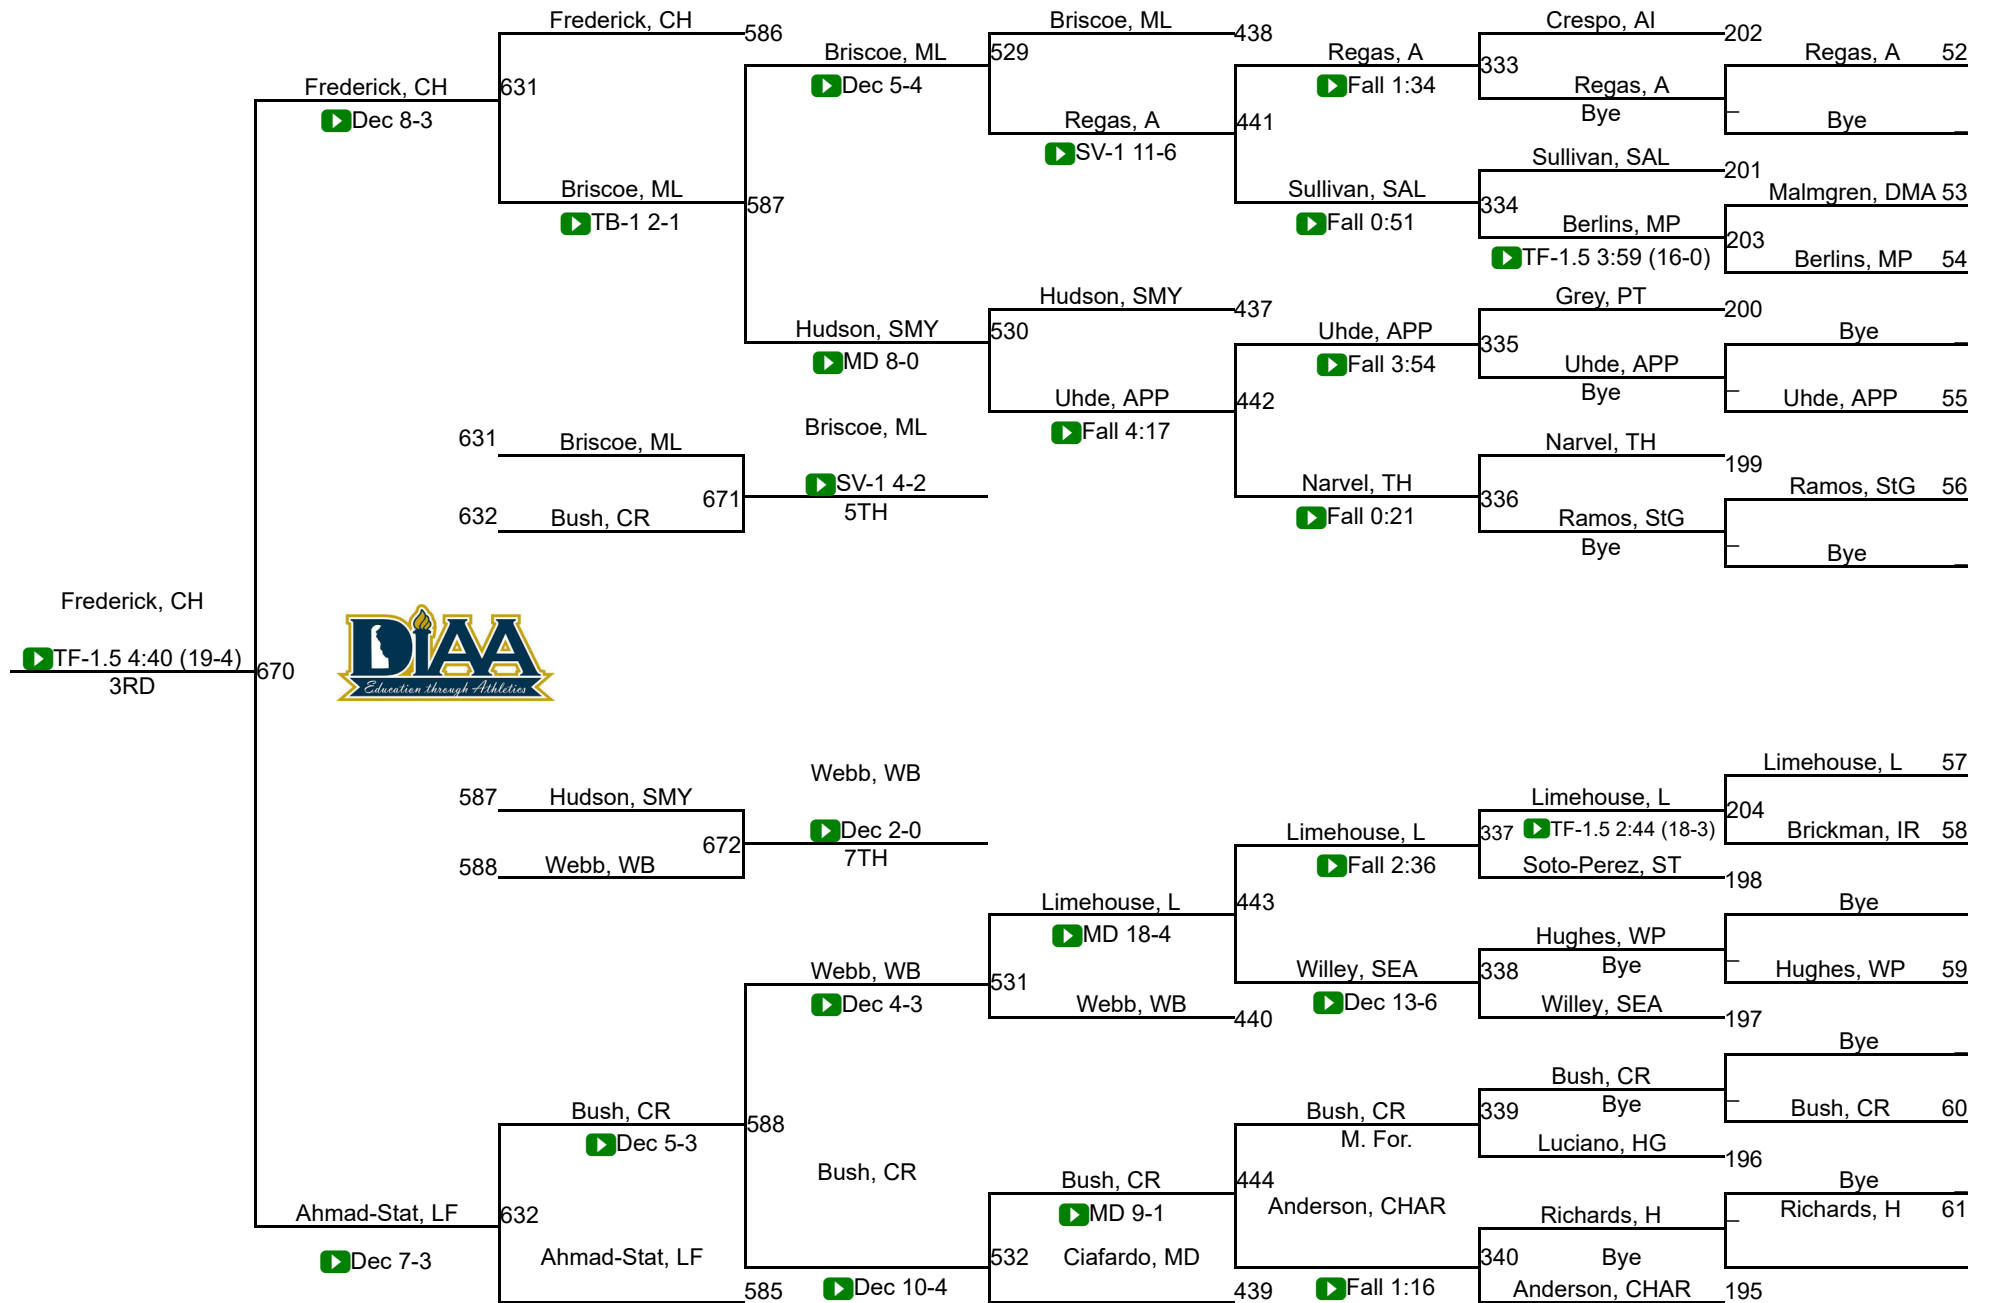 Frederick, CH
586
Briscoe, ML
438
Crespo, AI
202
Briscoe, ML
529
Regas, A
333
Regas, A 52
Frederick, CH
631
Dec 5-4
Fall 1:34
Regas, A
Dec 8-3
Bye
Bye
Regas, A
441
SV-1 11-6
Sullivan, SAL
201
Briscoe, ML
587
Sullivan, SAL
334
Malmgren, DMA 53
TB-1 2-1
Fall 0:51
Berlins, MP
203
TF-1.5 3:59 (16-0)
Berlins, MP 54
Hudson, SMY
437
Grey, PT
200
Hudson, SMY
530
Uhde, APP
335
Bye
MD 8-0
Fall 3:54
Uhde, APP
Bye
Uhde, APP
442
Uhde, APP 55
Briscoe, ML
Fall 4:17
631
Briscoe, ML
Narvel, TH
199
SV-1 4-2
671
5TH
Narvel, TH
336
Ramos, StG 56
632
Bush, CR
Fall 0:21
Ramos, StG
Bye
Bye
Frederick, CH
DIAA
Education through Athletics
TF-1.5 4:40 (19-4)
670
3RD
Webb, WB
Limehouse, L 57
587
Hudson, SMY
Limehouse, L
204
Dec 2-0
672
7TH
Limehouse, L
337
TF-1.5 2:44 (18-3)
Brickman, IR 58
588
Webb, WB
Fall 2:36
Soto-Perez, ST
198
Limehouse, L
443
Bye
MD 18-4
Hughes, WP
Bye
Webb, WB
531
Willey, SEA
338
Hughes, WP 59
Dec 4-3
Webb, WB
440
Dec 13-6
Willey, SEA
197
Bye
Bush, CR
Bye
Bush, CR
588
Bush, CR
339
Bush, CR 60
Dec 5-3
M. For.
Luciano, HG
196
Bush, CR
Bush, CR
444
Bye
Ahmad-Stat, LF
632
MD 9-1
Anderson, CHAR
Richards, H
Richards, H 61
Dec 7-3
Ahmad-Stat, LF
532
Ciafardo, MD
340
Bye
585
Dec 10-4
439
Fall 1:16
Anderson, CHAR
195